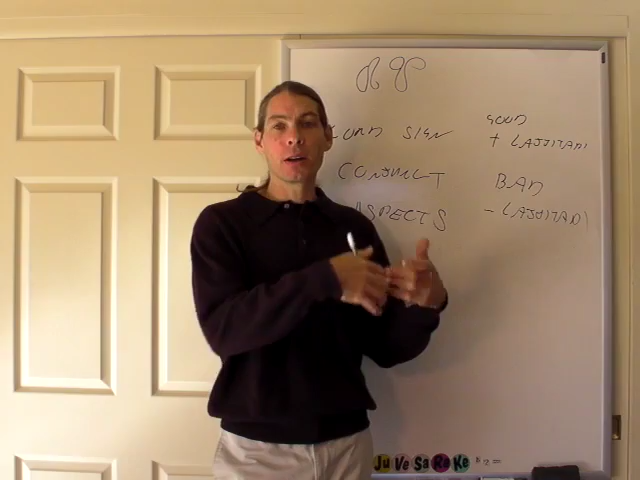 SIGN GOOD
+ LAJJITADI
CONJUNCT BAD
ASPECTS - LAJJITADI
Ju Ve Sa Ra Ke